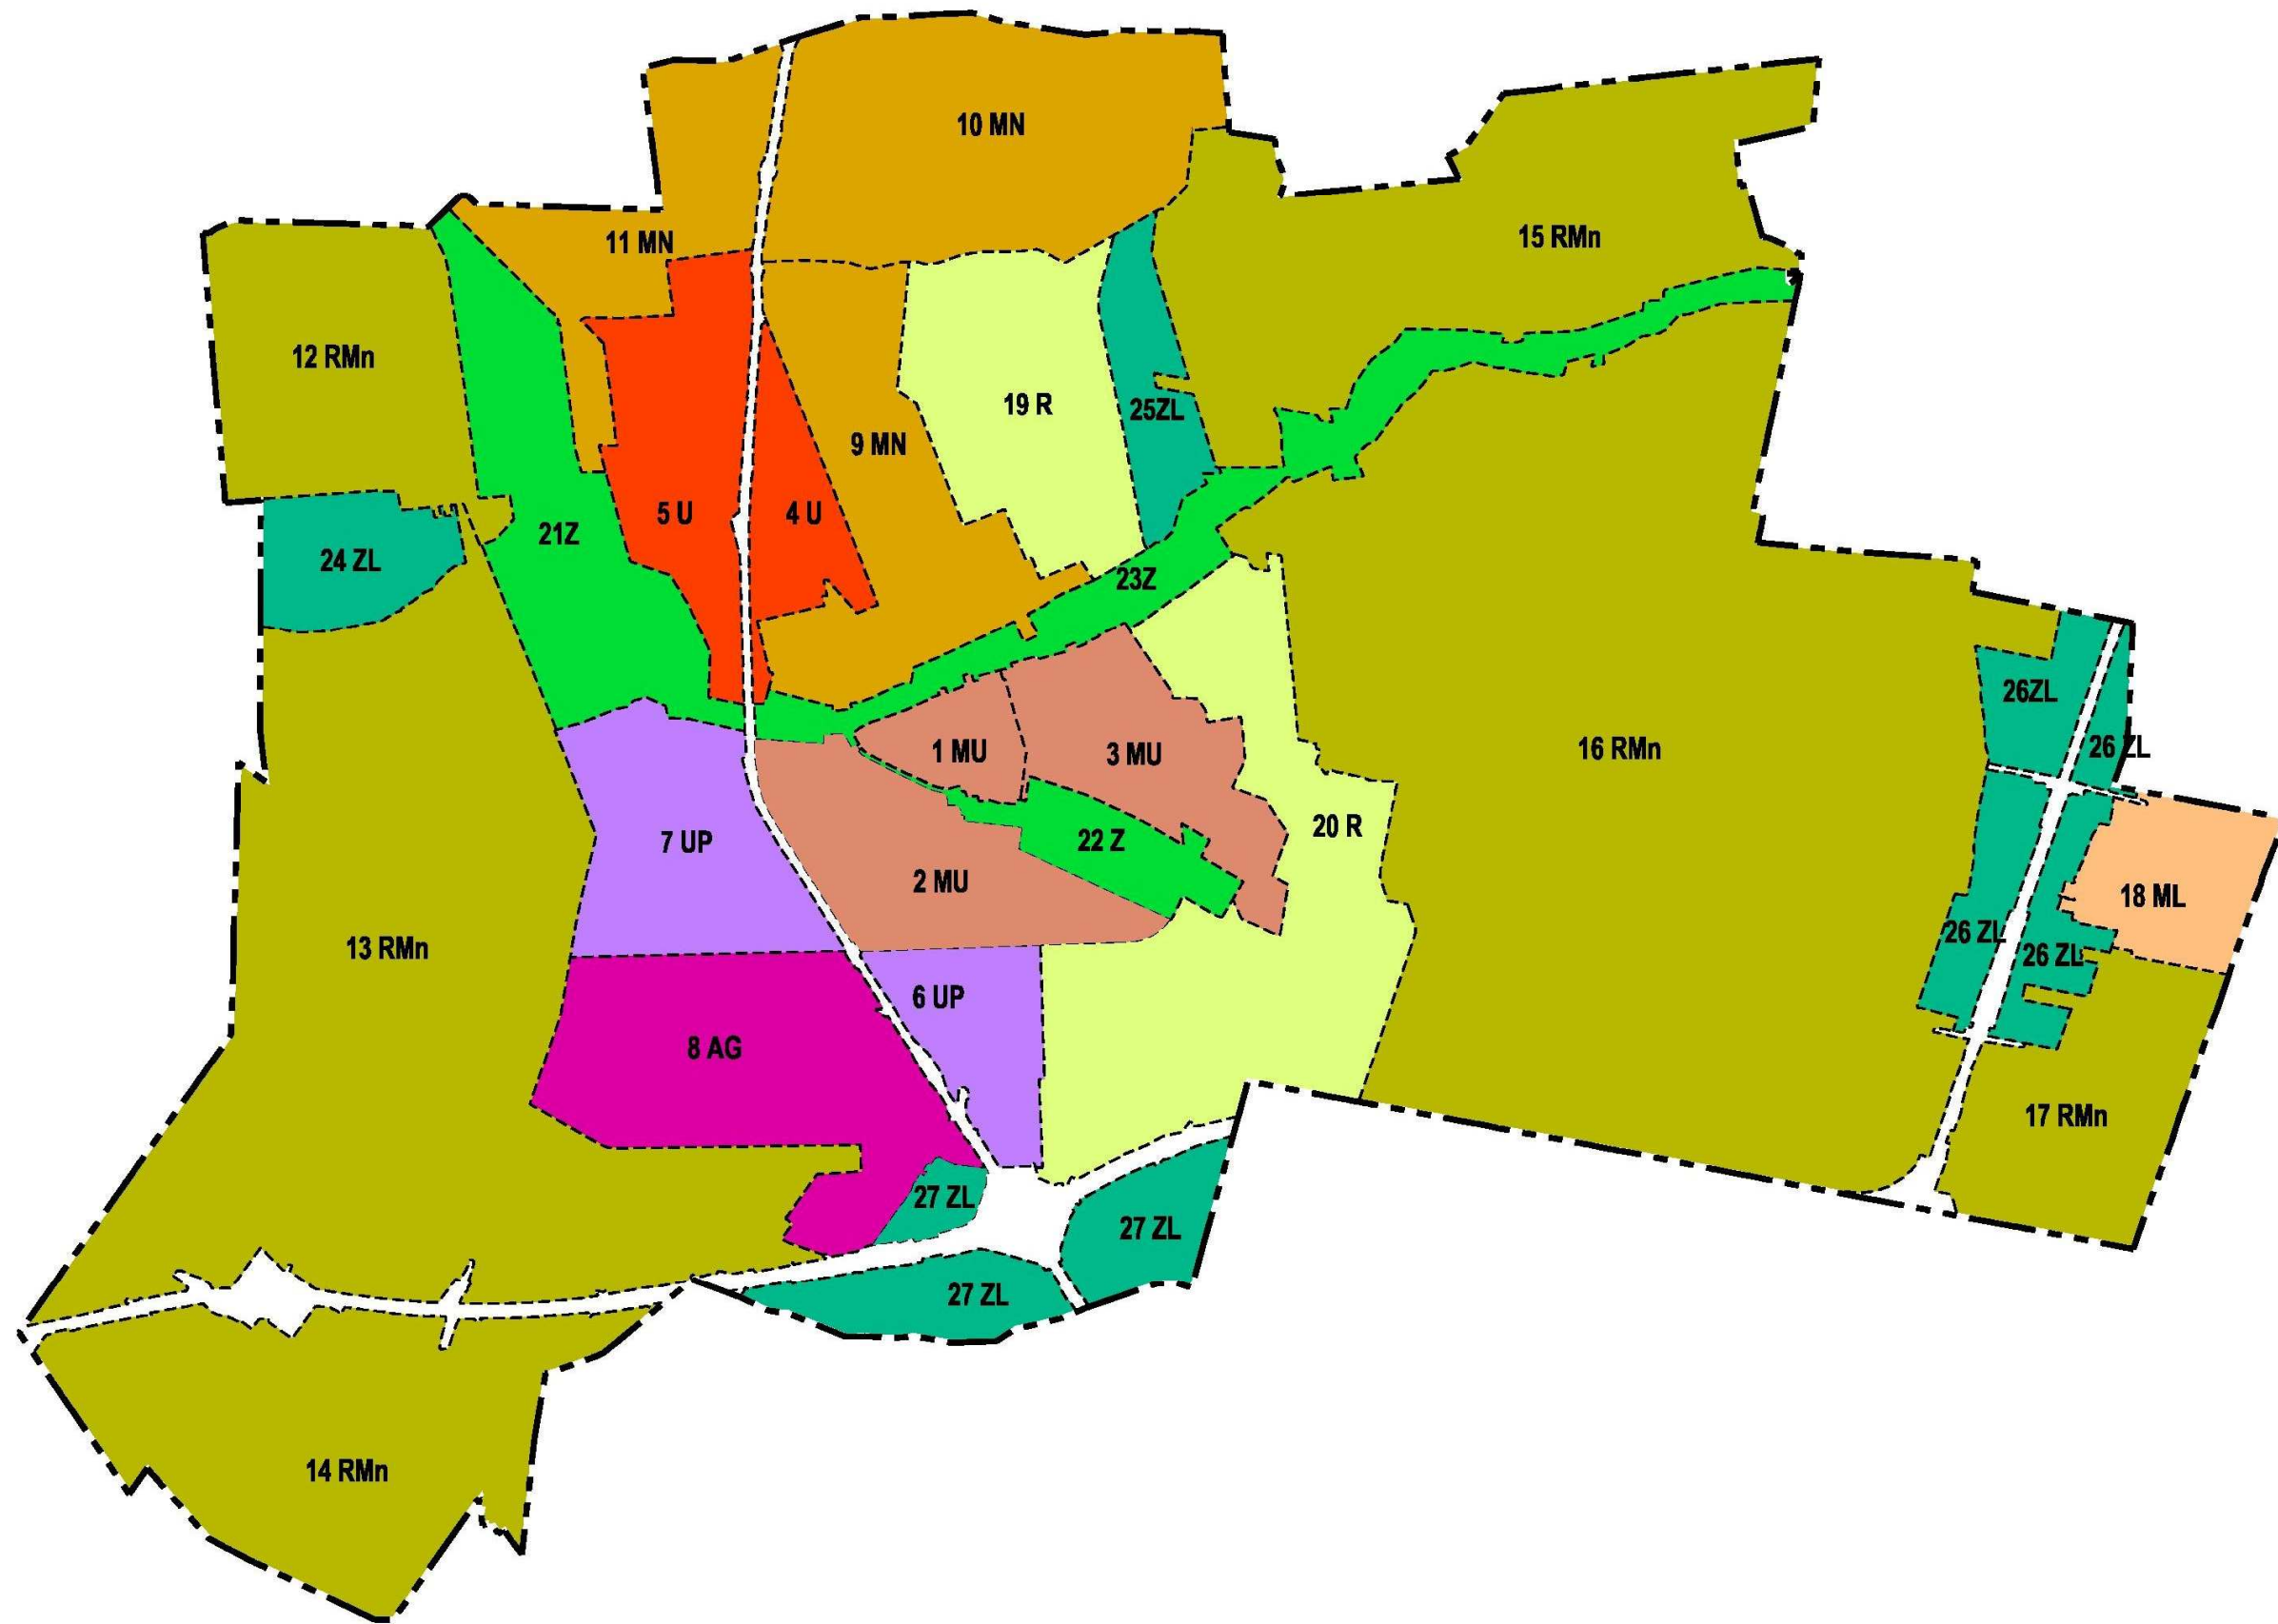 10 MN
11 MN
15 RMn
12 RMn
19 R
25ZL
9 MN
5 U
4 U
21Z
24 ZL
23Z
26ZL
1 MU
3 MU
16 RMn
26 ZL
7 UP
22 Z
20 R
2 MU
18 ML
13 RMn
26 ZL
26 ZL
6 UP
8 AG
17 RMn
27 ZL
27 ZL
27 ZL
14 RMn